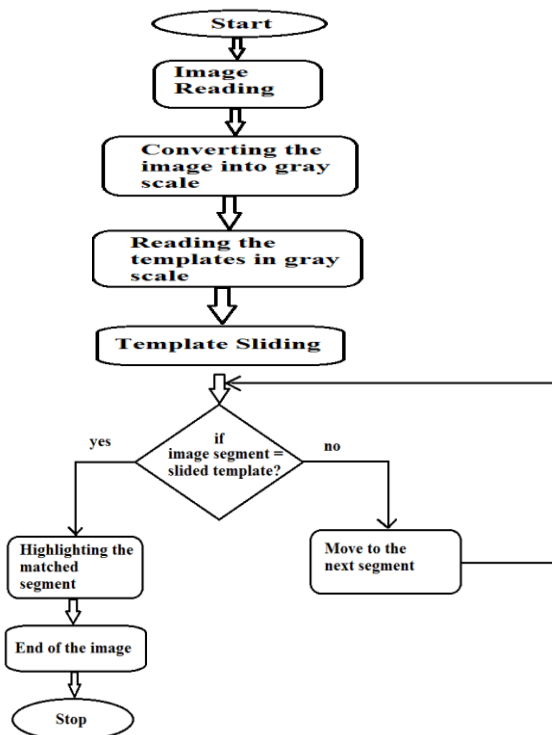 Start
Image
Reading
Converting the
image into gray
scale
Reading the
templates in gray
scale
Template Sliding
if
image segment =
slided template?
yes
no
Highlighting the
matched
segment
Move to the
next segment
End of the image
Stop